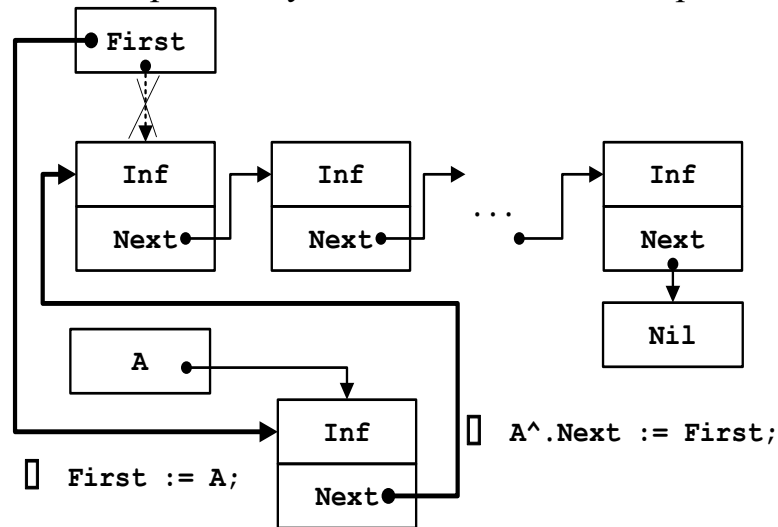 First
Inf Inf Inf
Next Next ... Next
Nil
A
Inf
A^.Next := First;
First := A;
Next